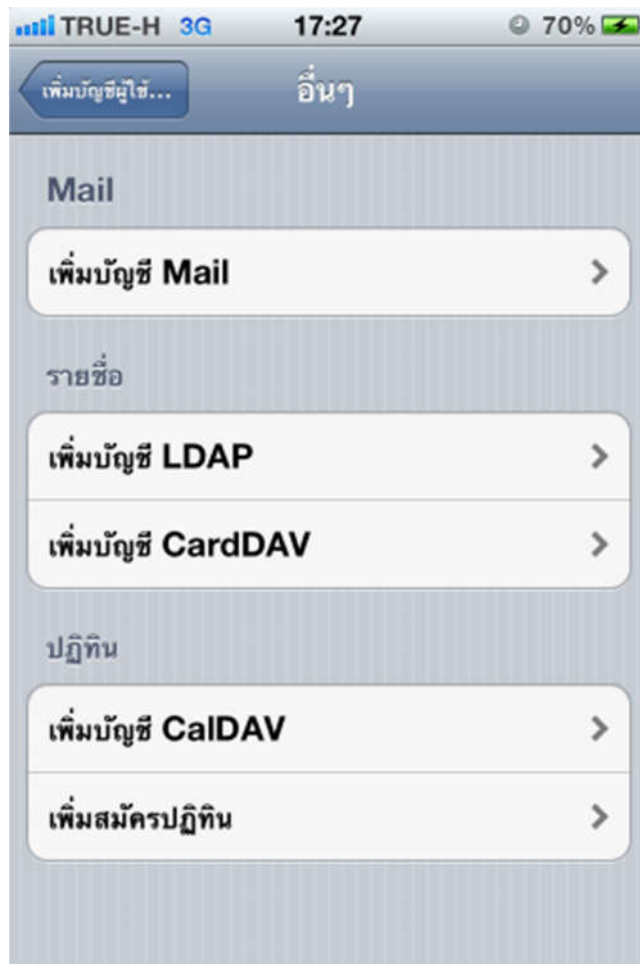 TRUE-H 3G 17:27 70%
เพิ่มบัญชีผู้ใช้... อื่นๆ
Mail
เพิ่มบัญชี Mail
รายชื่อ
เพิ่มบัญชี LDAP
เพิ่มบัญชี CardDAV
ปฏิทิน
เพิ่มบัญชี CalDAV
เพิ่มสมัครปฏิทิน